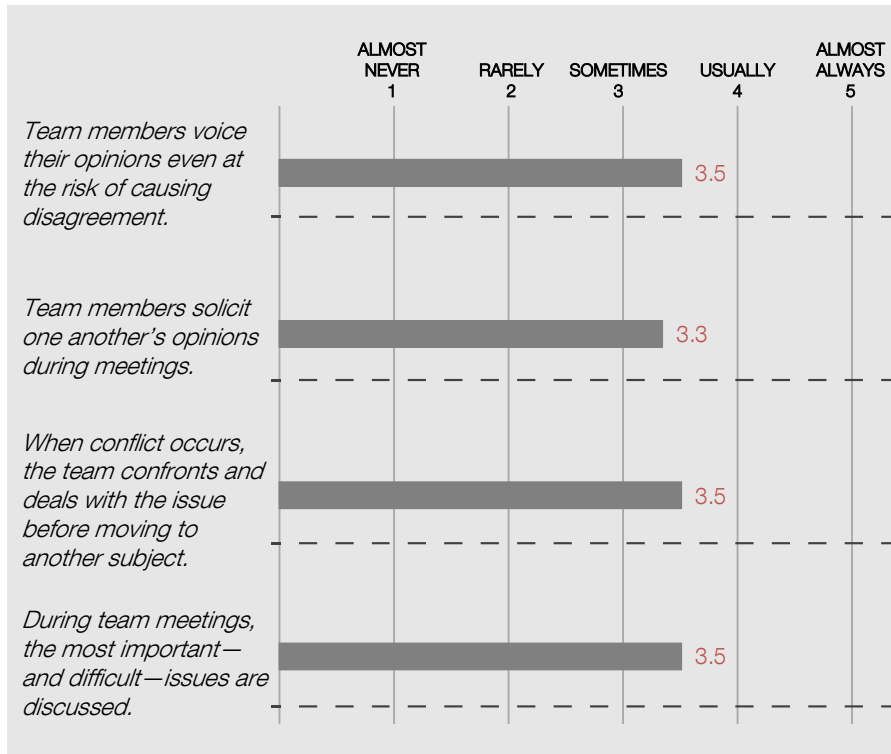 ALMOST NEVER 1
RARELY 2
SOMETIMES 3
USUALLY 4
ALMOST ALWAYS 5
Team members voice
their opinions even at
the risk of causing
disagreement.
3.5
Team members solicit
one another’s opinions
during meetings.
3.3
When conflict occurs,
the team confronts and
deals with the issue
before moving to
another subject.
3.5
During team meetings,
the most important—
and difficult—issues are
discussed.
3.5